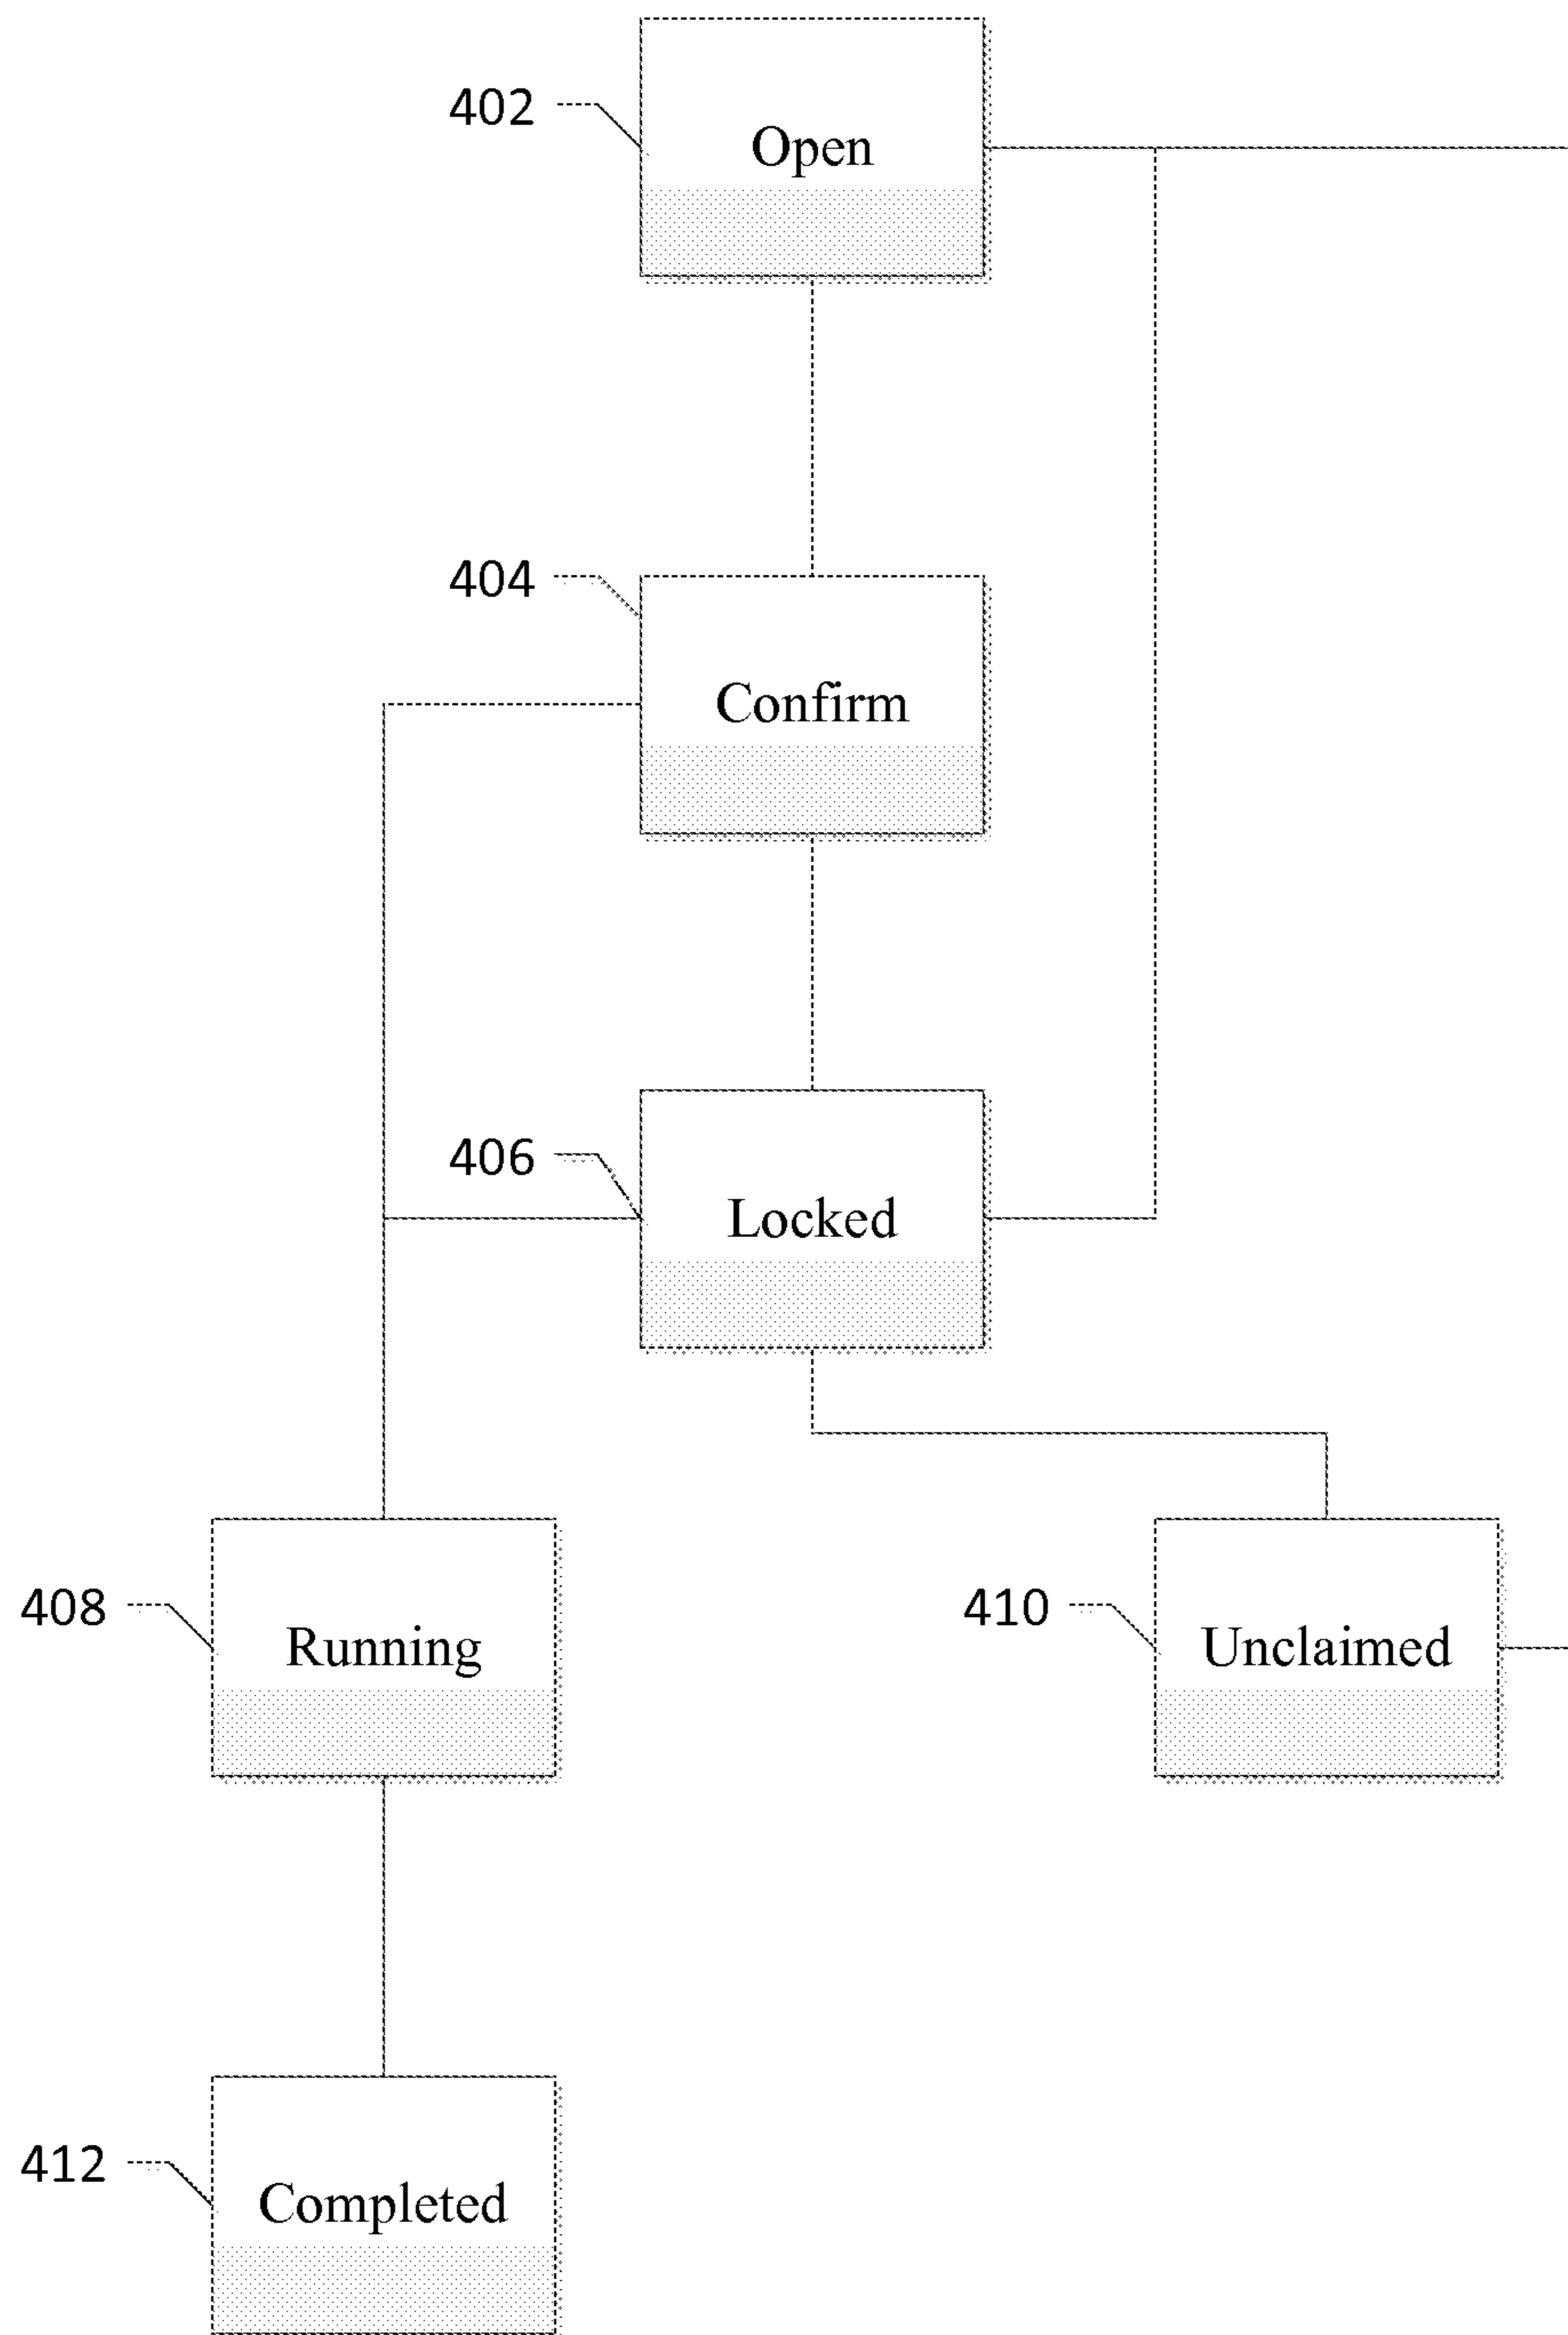 402
Open
404
Confirm
406
Locked
408
Running
410
Unclaimed
412
Completed